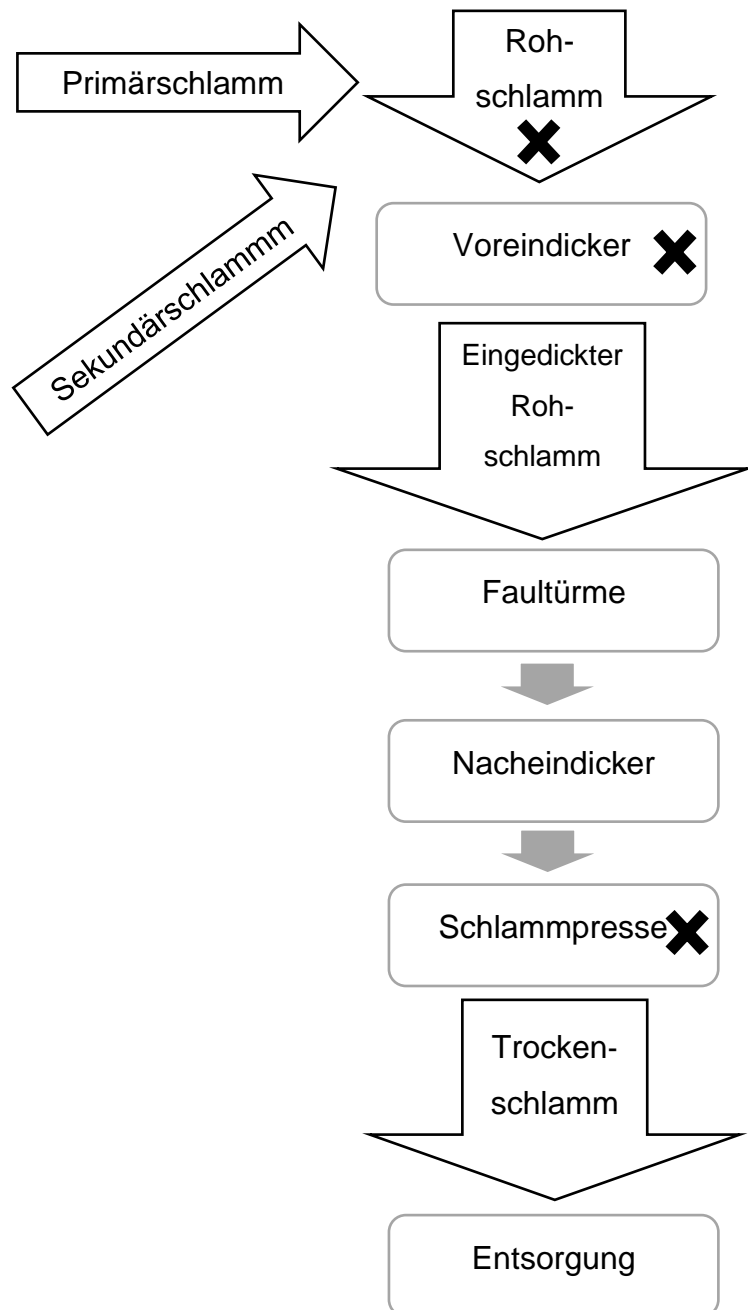 Primärschlamm
Roh-
schlamm
Sekundärschlammm
Voreindicker
Eingedickter
Roh-
schlamm
Faultürme
Nacheindicker
Schlammpresse
Trocken-
schlamm
Entsorgung